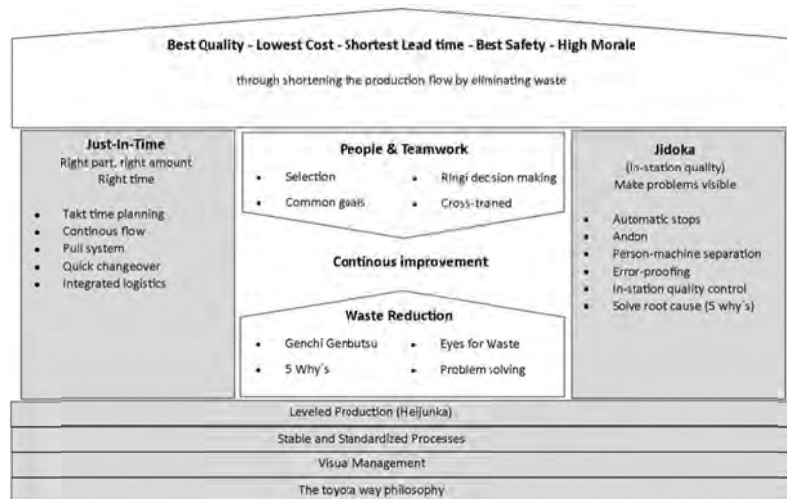 Best Quality - Lowest Cost - Shortest Lead time - Best Safety - High Morale
through shortening the production flow by eliminating waste
Just-In-Time
Right part, right amount
Right time
Takt time planning
Continous flow
Pull system
Quick changeover
Integrated logistics
People & Teamwork
Selection
Common goals
Ringi decision making
Cross-traned
Continous improvement
Waste Reduction
Genchi Genbutsu
5 Why´s
Eyes for Waste
Problem solving
Jidoka
(In-station quality)
Make problems visible
Automatic stops
Andon
Person-machine separation
Error-proofing
In-station quality control
Solve root cause (5 why´s)
Leveled Production (Heijunka)
Stable and Standardized Processes
Visual Management
The toyota way philosophy